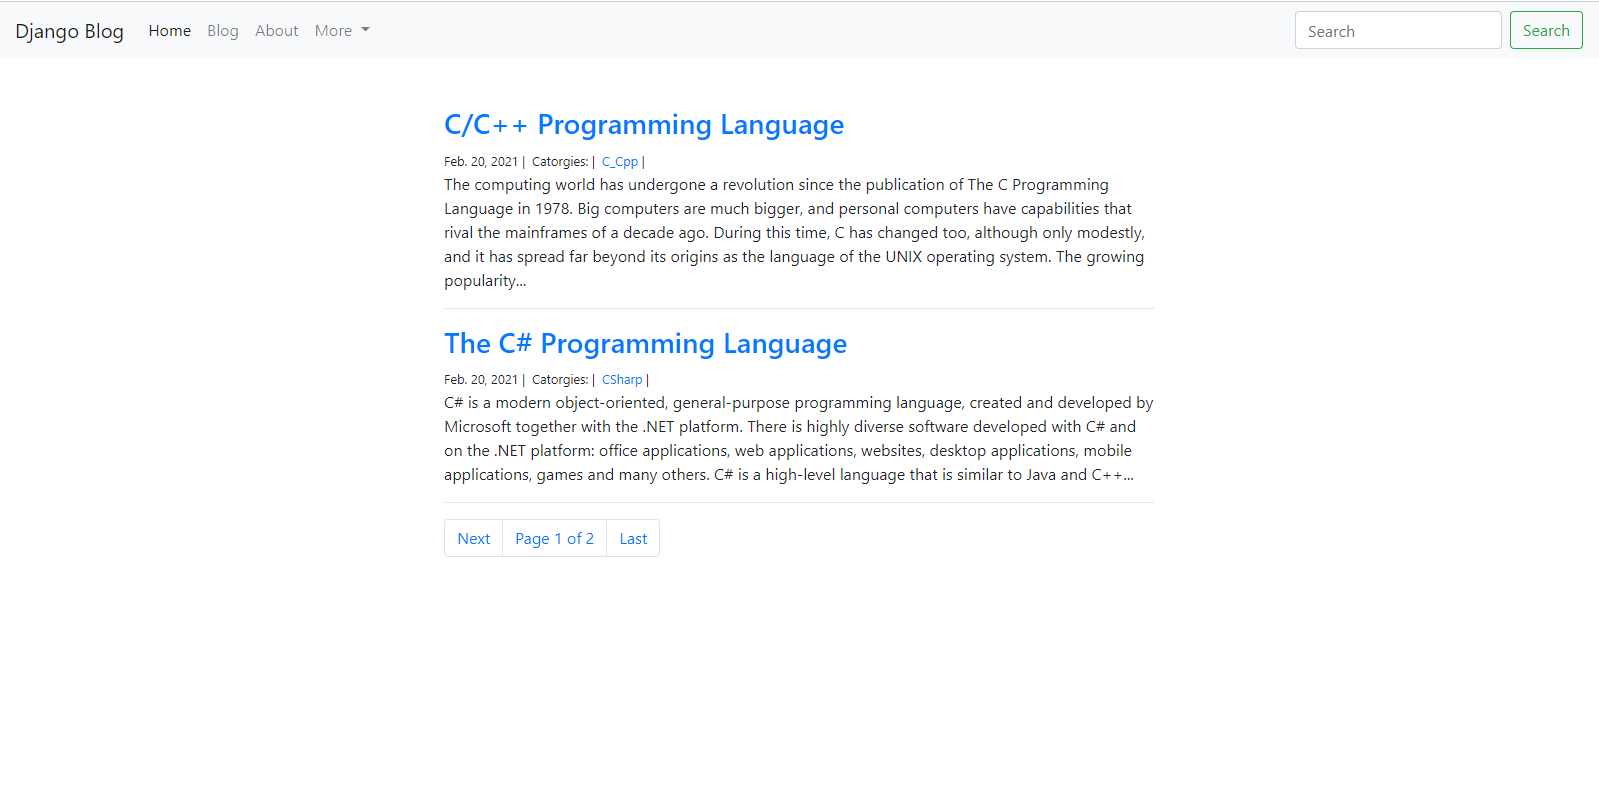 Django Blog Home Blog About More Search Search
C/C++ Programming Language
Feb. 20, 2021 | Catorgies: | C_Cpp |
The computing world has undergone a revolution since the publication of The C Programming
Language in 1978. Big computers are much bigger, and personal computers have capabilities that
rival the mainframes of a decade ago. During this time, C has changed too, although only modestly,
and it has spread far beyond its origins as the language of the UNIX operating system. The growing
popularity...
The C# Programming Language
Feb. 20, 2021 | Catorgies: | CSharp |
C# is a modern object-oriented, general-purpose programming language, created and developed by
Microsoft together with the .NET platform. There is highly diverse software developed with C# and
on the .NET platform: office applications, web applications, websites, desktop applications, mobile
applications, games and many others. C# is a high-level language that is similar to Java and C++...
Next Page 1 of 2 Last